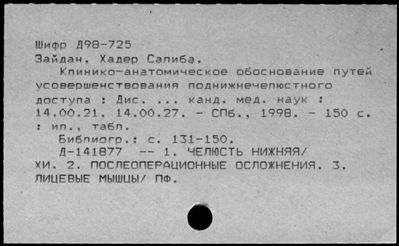 Шифр Д98-725
Зайдан, Хадер Салиба.
Клинико-анатомическое обоснование путей
усовершенствования поднижнечелюстного
доступа : Дис. ... канд. мед. наук :
14.00.21, 14.00.27. - СПб., 1998. - 150 с.
: ил., табл.
Библиогр.: с. 131-150.
Д-141877 -- 1. ЧЕЛЮСТЬ НИЖНЯЯ/
ХИ. 2. ПОСЛЕОПЕРАЦИОННЫЕ ОСЛОЖНЕНИЯ. 3.
ЛИЦЕВЫЕ МЫШЦЫ/ ПФ.